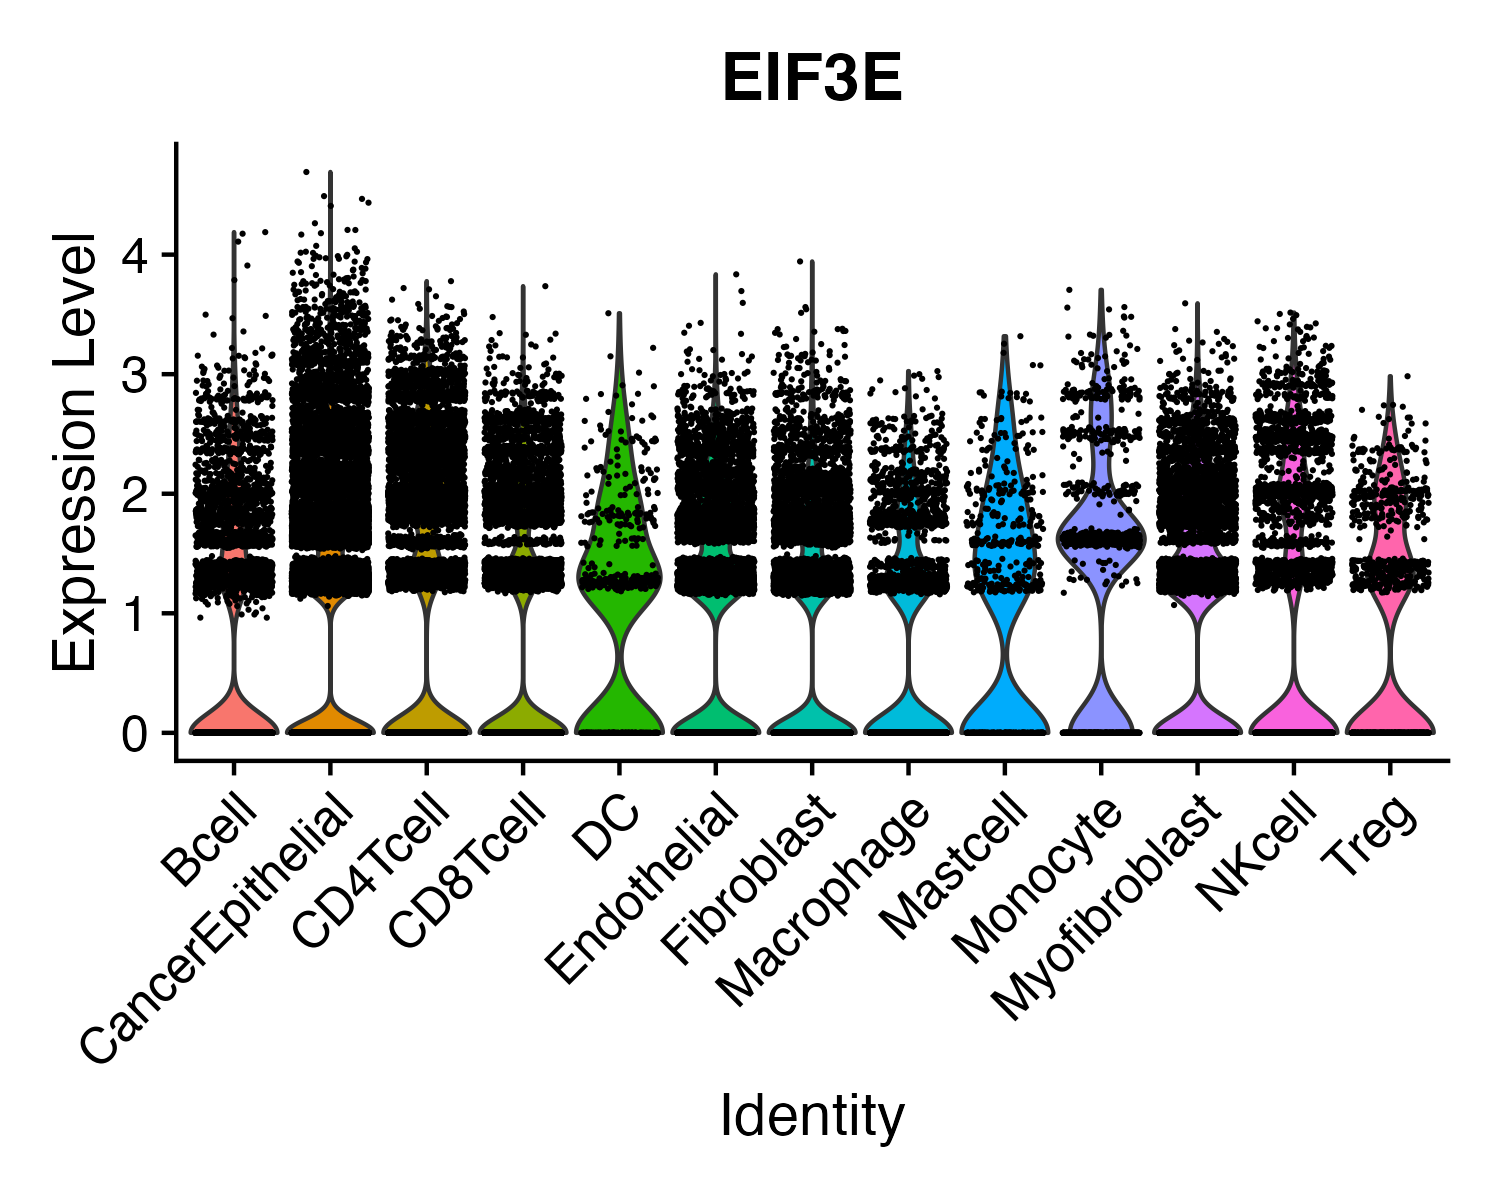 EIF3E
Expression Level
4
3
2
1
0
Bcell
CancerEpithelial
CD4Tcell
CD8Tcell
DC
Endothelial
Fibroblast
Macrophage
Mastcell
Monocyte
Myofibroblast
NKcell
Treg
Identity